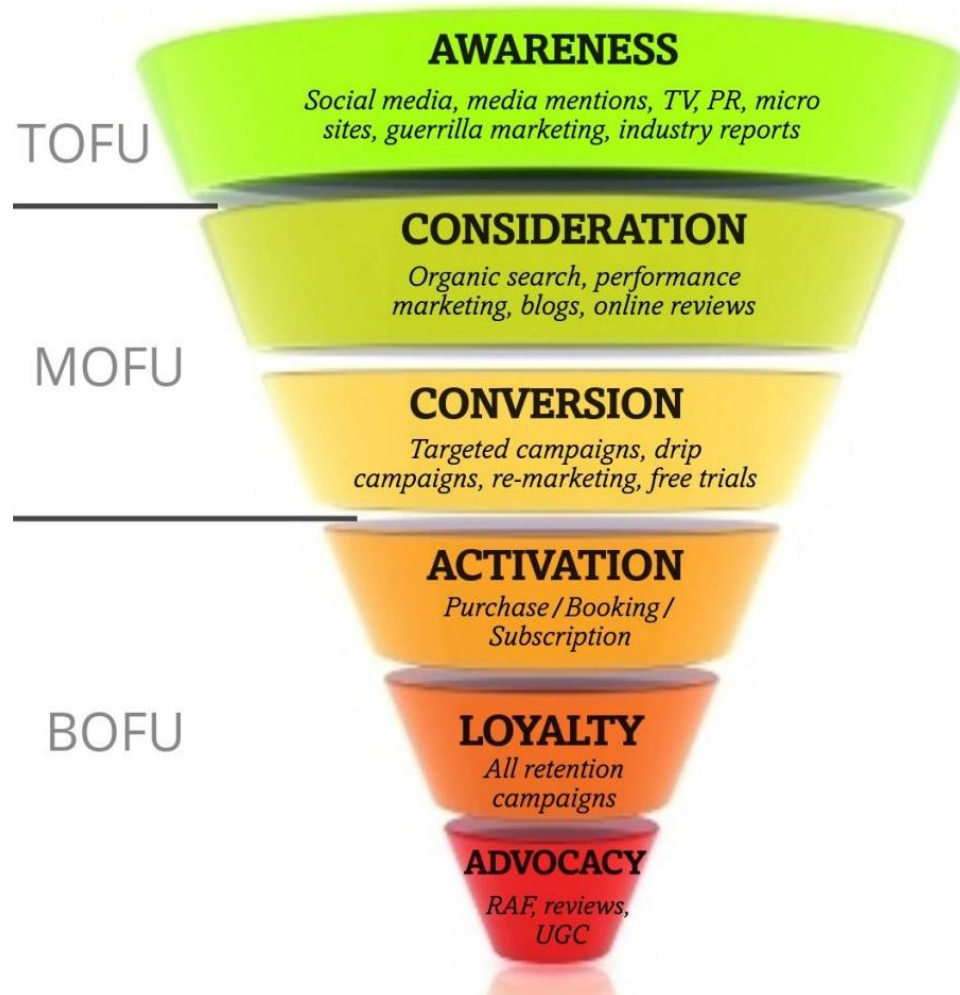 AWARENESS
Social media, media mentions, TV, PR, micro
sites, guerrilla marketing, industry reports
TOFU
CONSIDERATION
Organic search, performance
marketing, blogs, online reviews
MOFU
CONVERSION
Targeted campaigns, drip
campaigns, re-marketing, free trials
ACTIVATION
Purchase/Booking/
Subscription
BOFU
LOYALTY
All retention
campaigns
ADVOCACY
RAF, reviews,
UGC